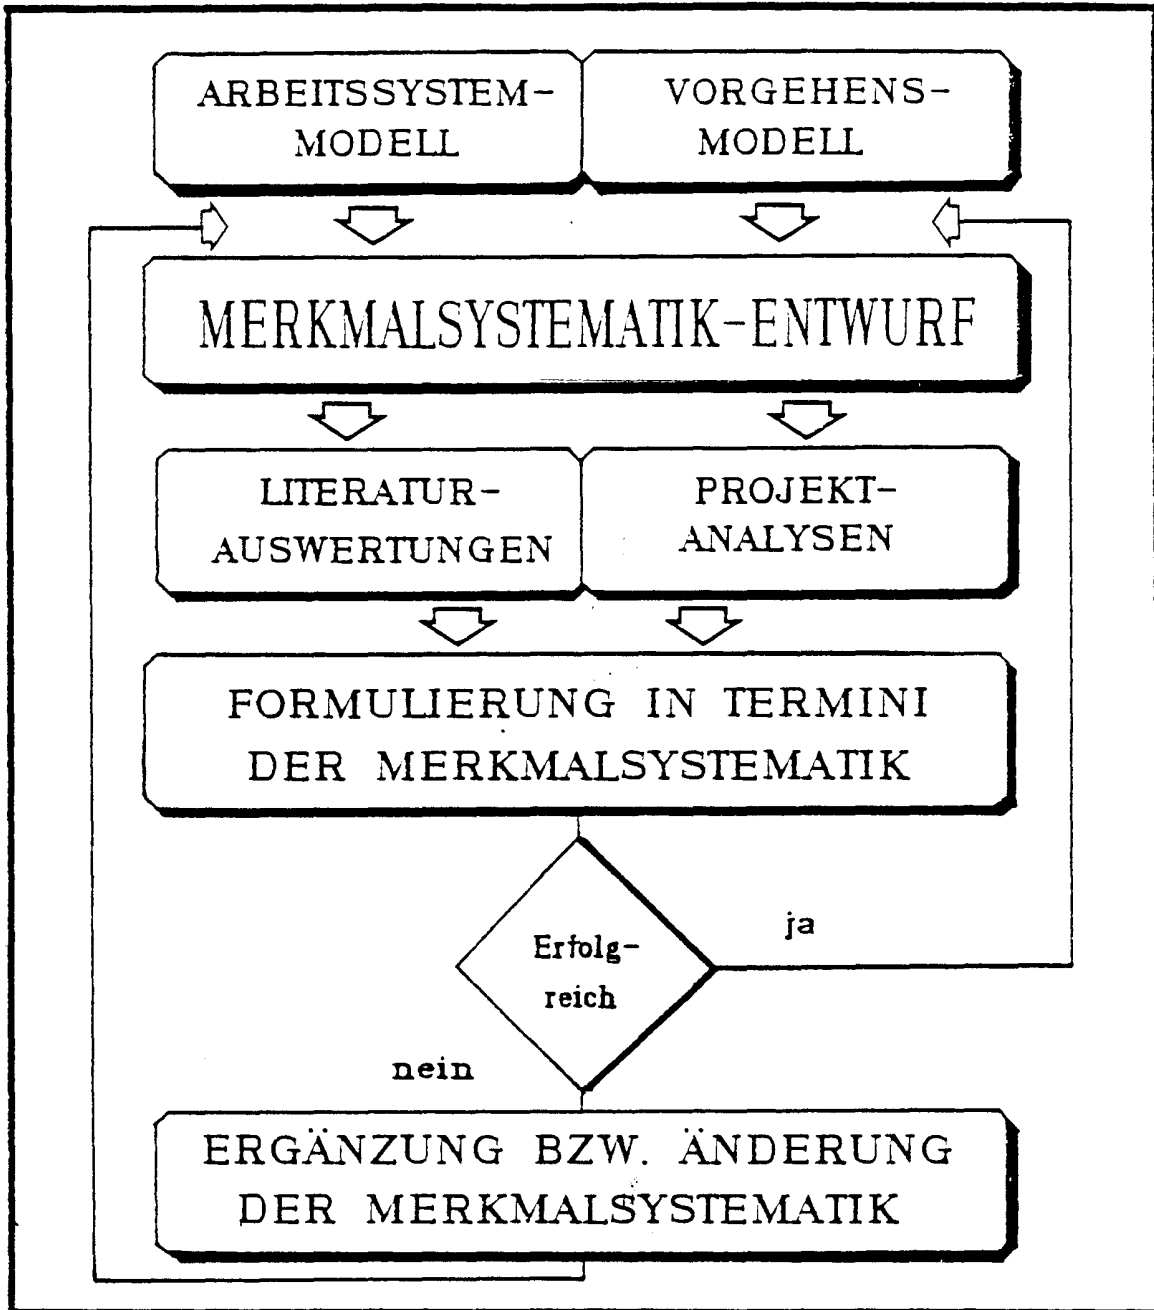 ARBEITSSYSTEM-
MODELL
VORGEHENS-
MODELL
MERKMALSYSTEMATIK-ENTWURF
LITERATUR-
AUSWERTUNGEN
PROJEKT-
ANALYSEN
FORMULIERUNG IN TERMINI
DER MERKMALSYSTEMATIK
Erfolg-
reich
ja
nein
ERGÄNZUNG BZW. ÄNDERUNG
DER MERKMALSYSTEMATIK